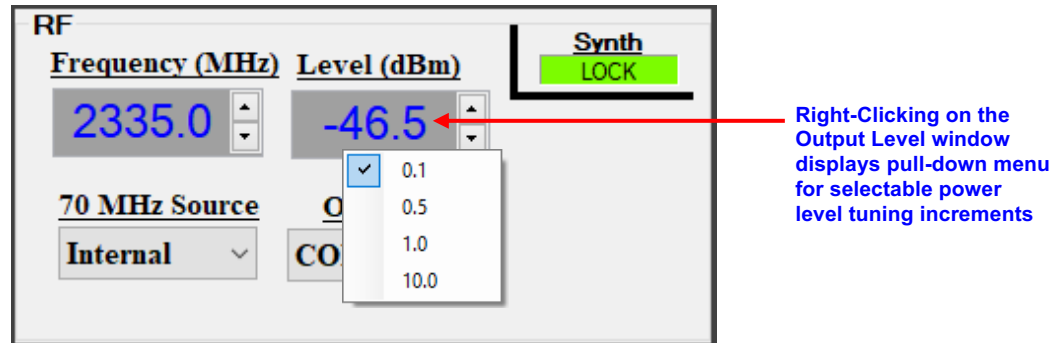 RF
Frequency (MHz)
Level (dBm)
Synth
LOCK
2335.0
-46.5
0.1
0.5
1.0
10.0
70 MHz Source
Internal
Right-Clicking on the
Output Level window
displays pull-down menu
for selectable power
level tuning increments